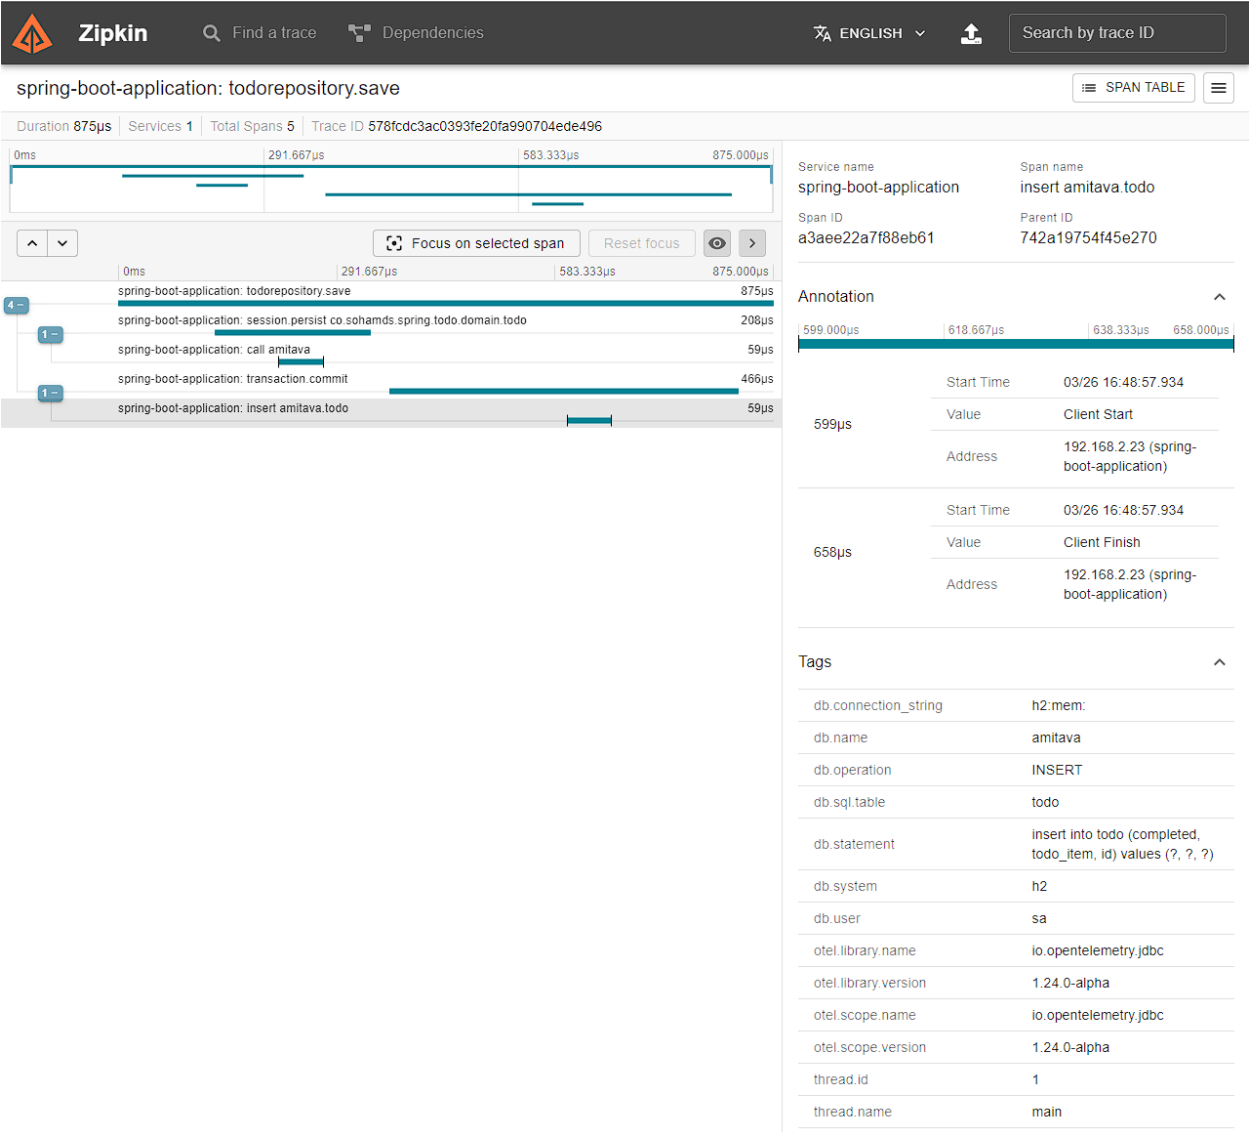 Zipkin
Find a trace
Dependencies
ENGLISH
Search by trace ID
spring-boot-application: todorepository.save
SPAN TABLE
Duration 875μs Services 1 Total Spans 5 Trace ID 578fcdc3ac0393fe20fa990704ede496
0ms 291.667μs 583.333μs 875.000μs
Focus on selected span
Reset focus
0ms 291.667μs 583.333μs 875.000μs
spring-boot-application: todorepository.save 875μs
4 −
spring-boot-application: session.persist co.sohamds.spring.todo.domain.todo 208μs
1 −
spring-boot-application: call amitava 59μs
spring-boot-application: transaction.commit 466μs
1 −
spring-boot-application: insert amitava.todo 59μs
Service name
spring-boot-application
Span name
insert amitava.todo
Span ID
a3aee22a7f88eb61
Parent ID
742a19754f45e270
Annotation
599.000μs 618.667μs 638.333μs 658.000μs
599μs
Start Time 03/26 16:48:57.934
Value Client Start
Address 192.168.2.23 (spring-
boot-application)
658μs
Start Time 03/26 16:48:57.934
Value Client Finish
Address 192.168.2.23 (spring-
boot-application)
Tags
db.connection_string h2:mem:
db.name amitava
db.operation INSERT
db.sql.table todo
db.statement insert into todo (completed,
todo_item, id) values (?, ?, ?)
db.system h2
db.user sa
otel.library.name io.opentelemetry.jdbc
otel.library.version 1.24.0-alpha
otel.scope.name io.opentelemetry.jdbc
otel.scope.version 1.24.0-alpha
thread.id 1
thread.name main